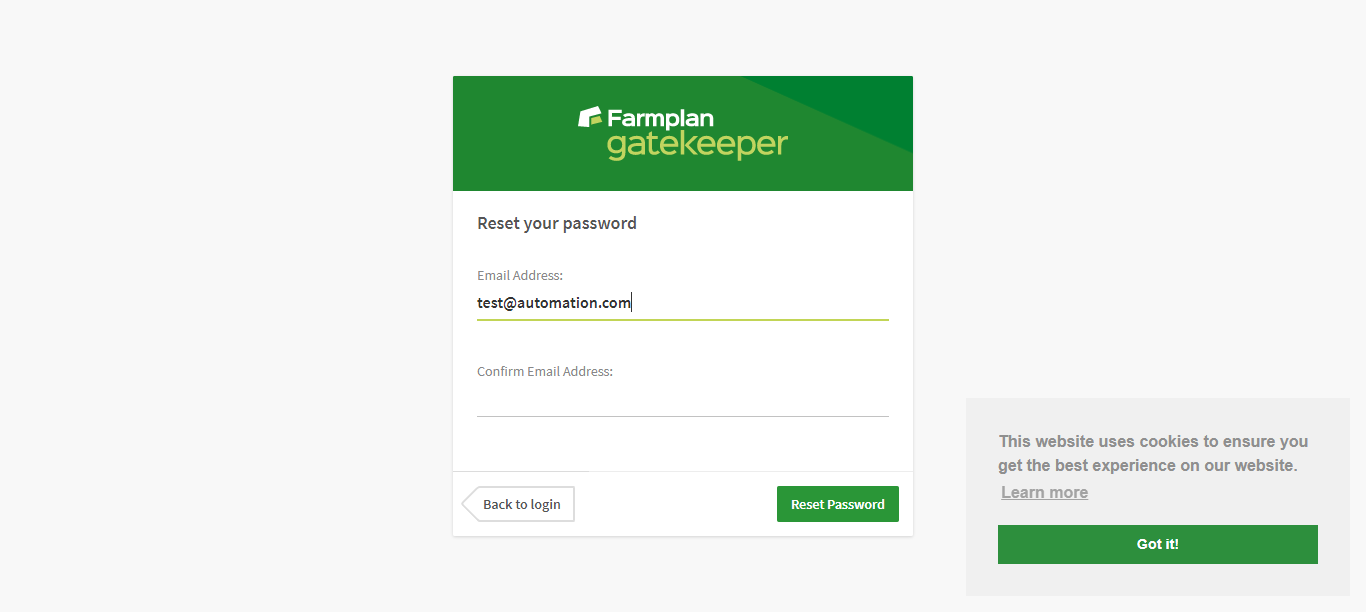 Farmplan
gatekeeper
Reset your password
Email Address:
test@automation.com
Confirm Email Address:
Back to login
Reset Password
This website uses cookies to ensure you
get the best experience on our website.
Learn more
Got it!